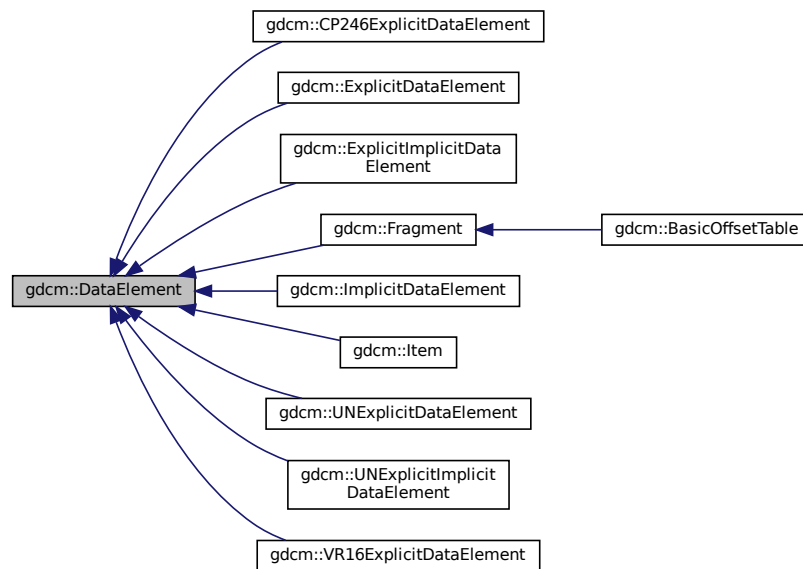 gdcm::CP246ExplicitDataElement
gdcm::ExplicitDataElement
gdcm::ExplicitImplicitData
Element
gdcm::Fragment
gdcm::BasicOffsetTable
gdcm::DataElement
gdcm::ImplicitDataElement
gdcm::Item
gdcm::UNExplicitDataElement
gdcm::UNExplicitImplicit
DataElement
gdcm::VR16ExplicitDataElement